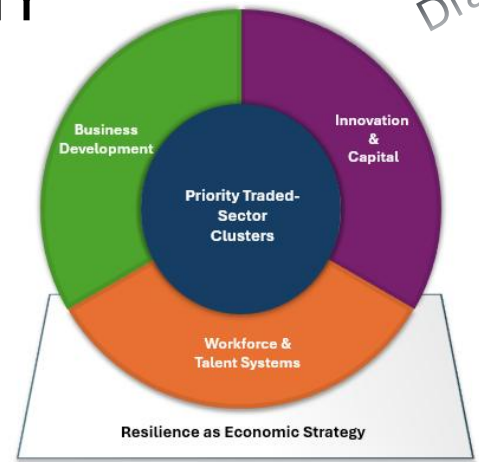 Business
Development
Innovation
&
Capital
Priority Traded-
Sector
Clusters
Workforce &
Talent Systems
Resilience as Economic Strategy